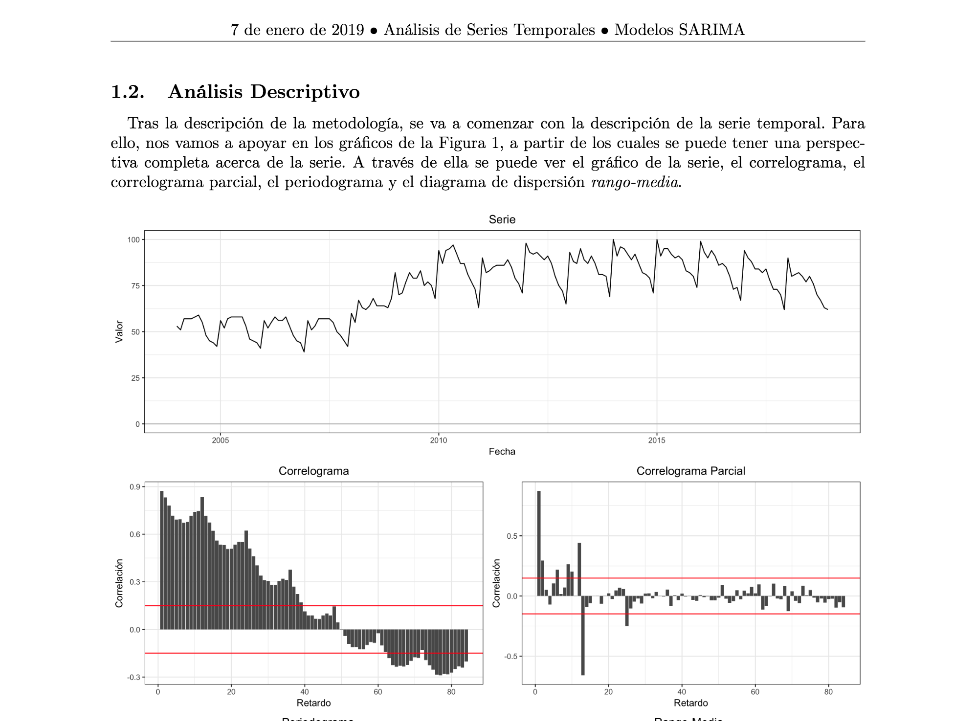 7 de enero de 2019 • Análisis de Series Temporales • Modelos SARIMA
1.2. Análisis Descriptivo
Tras la descripción de la metodología, se va a comenzar con la descripción de la serie temporal. Para
ello, nos vamos a apoyar en los gráficos de la Figura 1, a partir de los cuales se puede tener una perspec-
tiva completa acerca de la serie. A través de ella se puede ver el gráfico de la serie, el correlograma, el
correlograma parcial, el periodograma y el diagrama de dispersión rango-media.
Serie
100
75
50
25
0
Valor
2005 2010 2015
Fecha
Correlograma
0.9
0.6
0.3
0.0
-0.3
Correlación
0 20 40 60 80
Retardo
Correlograma Parcial
0.5
0.0
-0.5
Correlación
0 20 40 60 80
Retardo